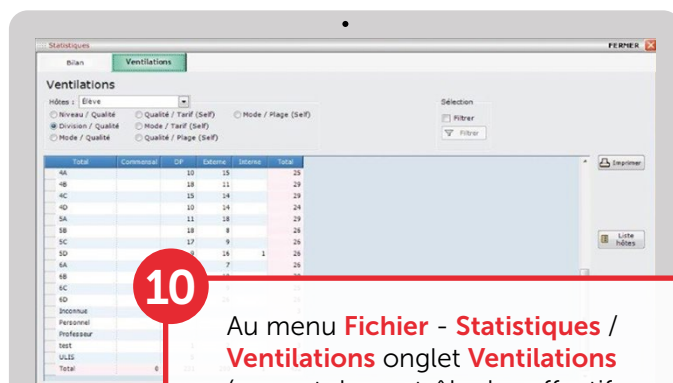 Statistiques FERMER
Bilan Ventilations
Ventilations
Hôtes : Élève Sélection
Niveau / Qualité Qualité / Tarif (Self) Mode / Plage (Self) Filtrer
Division / Qualité Mode / Tarif (Self)
Mode / Qualité Qualité / Plage (Self) Filtrer
Total Commensal DP Externe Interne Total Imprimer
4A 10 15 25
4B 18 11 29
4C 15 14 29
4D 10 14 24
5A 11 18 29
5B 18 8 26
5C 17 9 26
Liste hôtes
5D 9 16 1 26
6A 7 26
6B
6C
6D
Inconnue
Personnel
Professeur
test
ULIS
Total 0
10
Au menu Fichier - Statistiques /
Ventilations onglet Ventilations